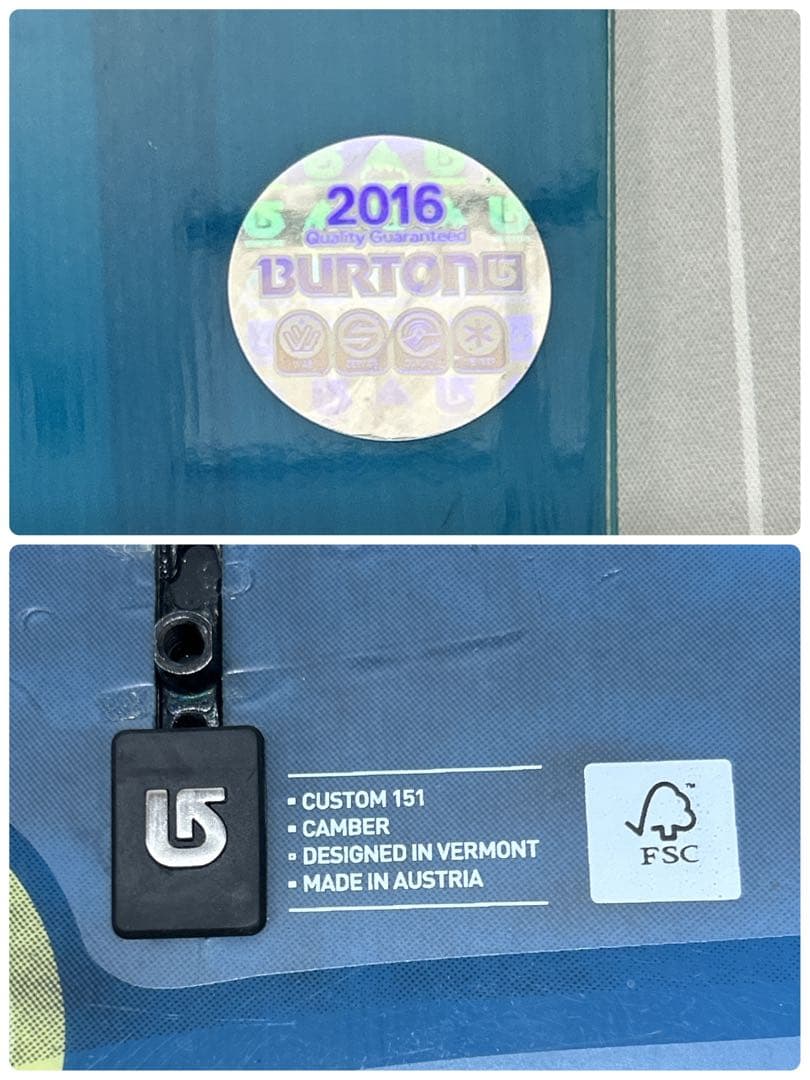 2016
Quality Guaranteed
BURTON
CUSTOM 151
CAMBER
DESIGNED IN VERMONT
MADE IN AUSTRIA
FSC